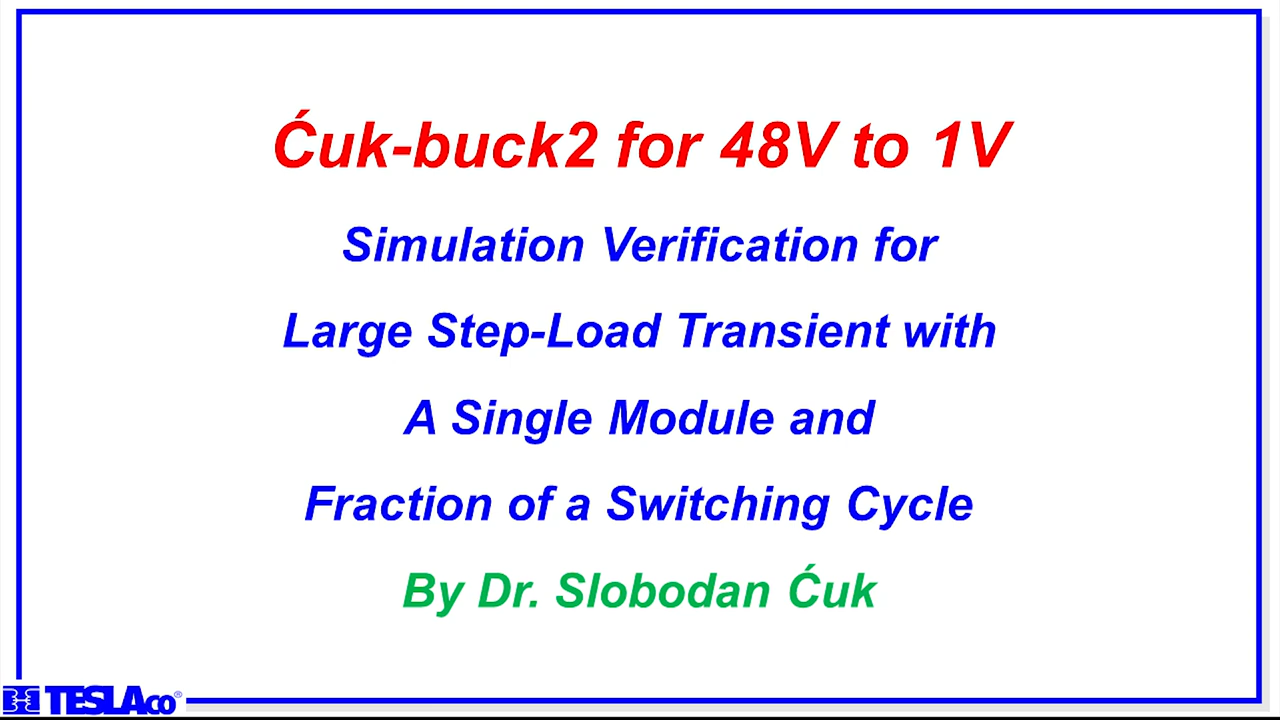 Ćuk-buck2 for 48V to 1V
Simulation Verification for
Large Step-Load Transient with
A Single Module and
Fraction of a Switching Cycle
By Dr. Slobodan Ćuk
TESLAco®